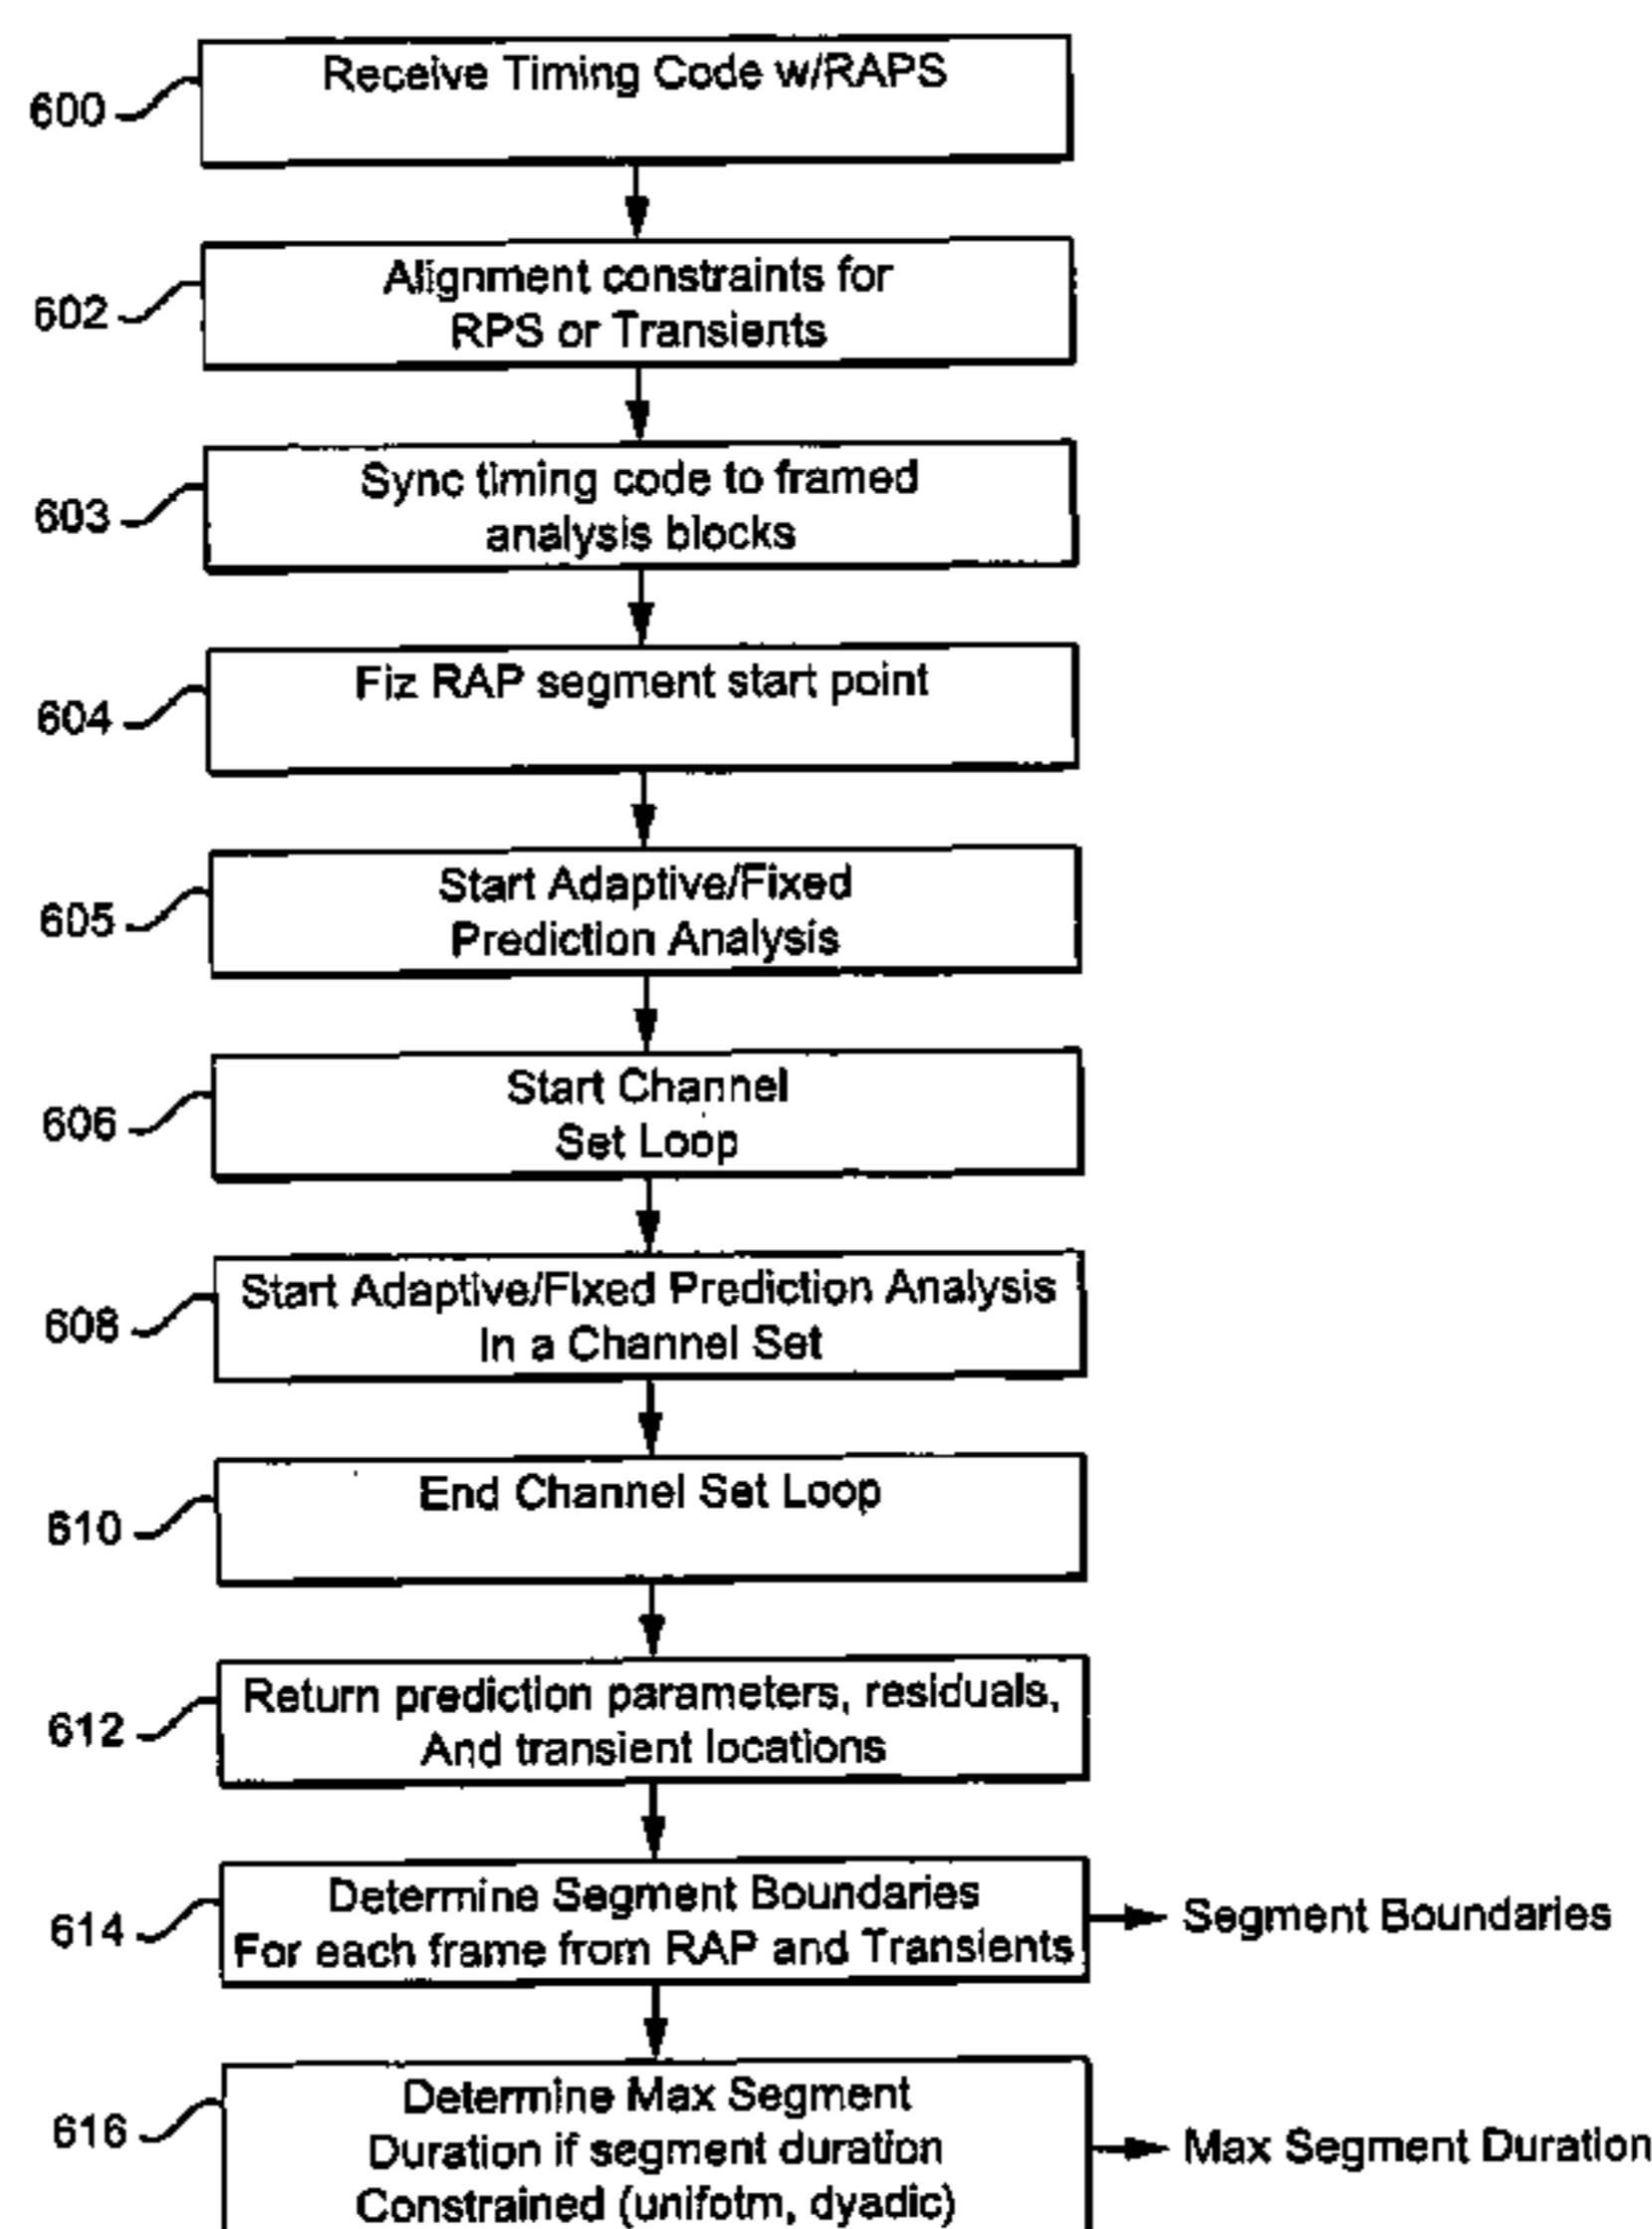 600
Receive Timing Code w/RAPS
602
Alignment constraints for
RPS or Transients
603
Sync timing code to framed
analysis blocks
604
Fiz RAP segment start point
605
Start Adaptive/Fixed
Prediction Analysis
606
Start Channel
Set Loop
608
Start Adaptive/Fixed Prediction Analysis
In a Channel Set
610
End Channel Set Loop
612
Return prediction parameters, residuals,
And transient locations
614
Determine Segment Boundaries
For each frame from RAP and Transients
Segment Boundaries
616
Determine Max Segment
Duration if segment duration
Constrained (unifotm, dyadic)
Max Segment Duration